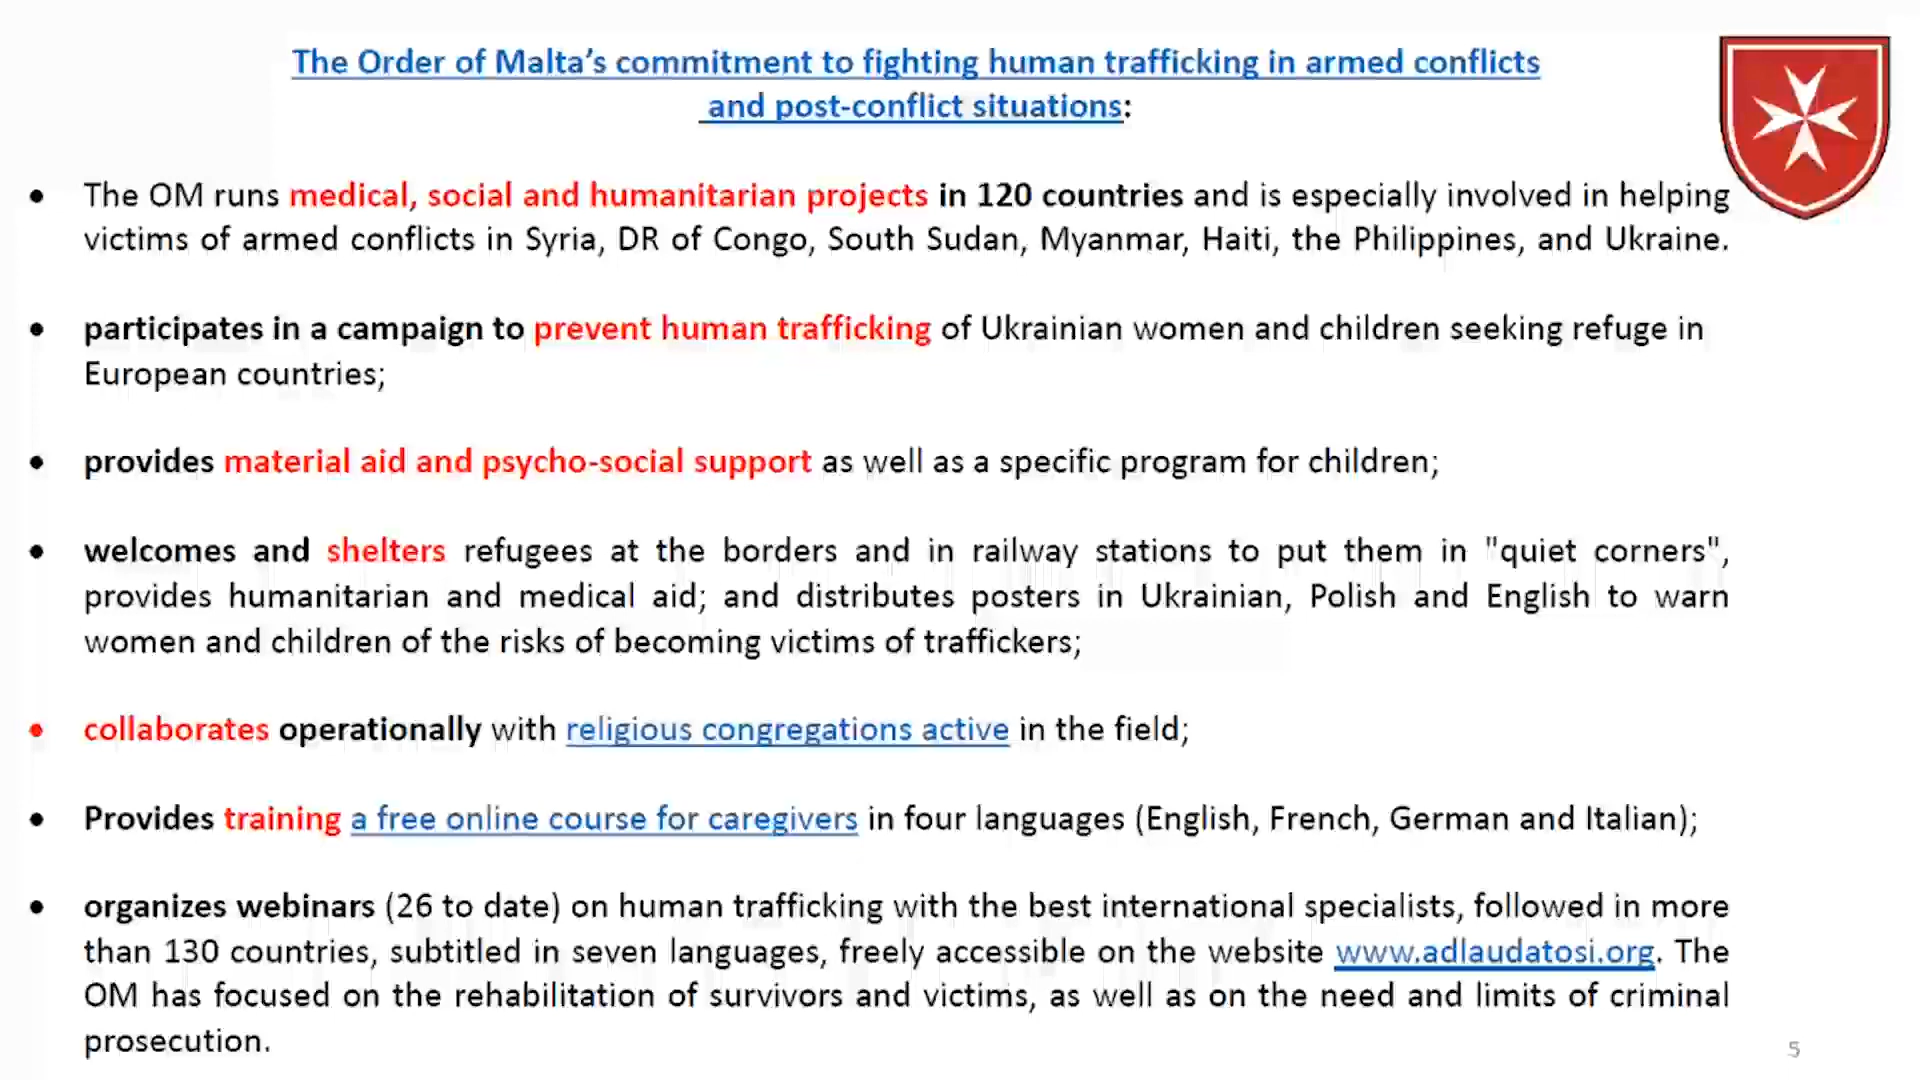 The Order of Malta’s commitment to fighting human trafficking in armed conflicts
and post-conflict situations:
• The OM runs medical, social and humanitarian projects in 120 countries and is especially involved in helping
victims of armed conflicts in Syria, DR of Congo, South Sudan, Myanmar, Haiti, the Philippines, and Ukraine.
• participates in a campaign to prevent human trafficking of Ukrainian women and children seeking refuge in
European countries;
• provides material aid and psycho-social support as well as a specific program for children;
• welcomes and shelters refugees at the borders and in railway stations to put them in "quiet corners",
provides humanitarian and medical aid; and distributes posters in Ukrainian, Polish and English to warn
women and children of the risks of becoming victims of traffickers;
• collaborates operationally with religious congregations active in the field;
• Provides training a free online course for caregivers in four languages (English, French, German and Italian);
• organizes webinars (26 to date) on human trafficking with the best international specialists, followed in more
than 130 countries, subtitled in seven languages, freely accessible on the website www.adlaudatosi.org. The
OM has focused on the rehabilitation of survivors and victims, as well as on the need and limits of criminal
prosecution.
5